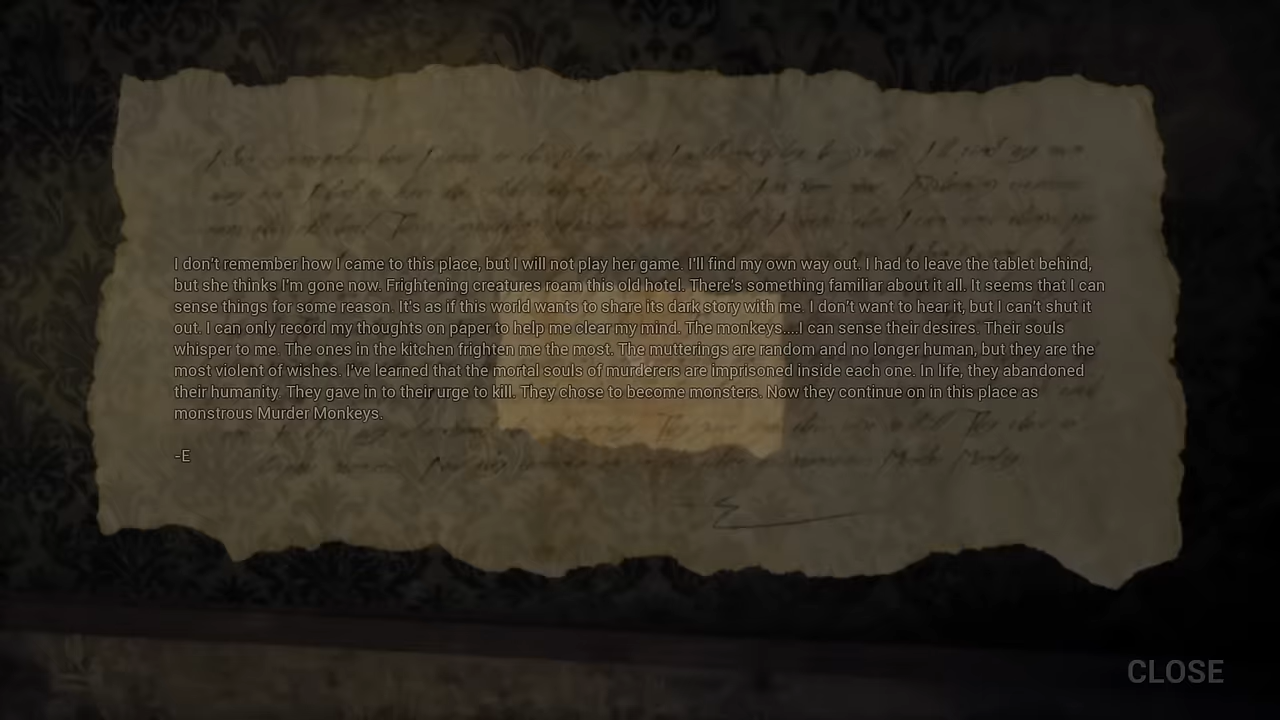 I don't remember how I came to this place, but I will not play her game. I'll find my own way out. I had to leave the tablet behind,
but she thinks I'm gone now. Frightening creatures roam this old hotel. There's something familiar about it all. It seems that I can
sense things for some reason. It's as if this world wants to share its dark story with me. I don't want to hear it, but I can't shut it
out. I can only record my thoughts on paper to help me clear my mind. The monkeys....I can sense their desires. Their souls
whisper to me. The ones in the kitchen frighten me the most. The mutterings are random and no longer human, but they are the
most violent of wishes. I've learned that the mortal souls of murderers are imprisoned inside each one. In life, they abandoned
their humanity. They gave in to their urge to kill. They chose to become monsters. Now they continue on in this place as
monstrous Murder Monkeys.
-E
CLOSE